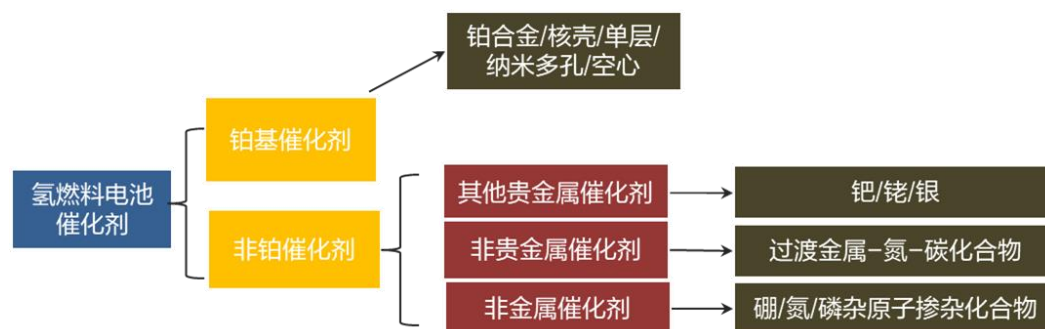 铂合金/核壳/单层/
纳米多孔/空心
铂基催化剂
氢燃料电池
催化剂
非铂催化剂
其他贵金属催化剂
钯/铑/银
非贵金属催化剂
过渡金属-氮-碳化合物
非金属催化剂
硼/氮/磷杂原子掺杂化合物